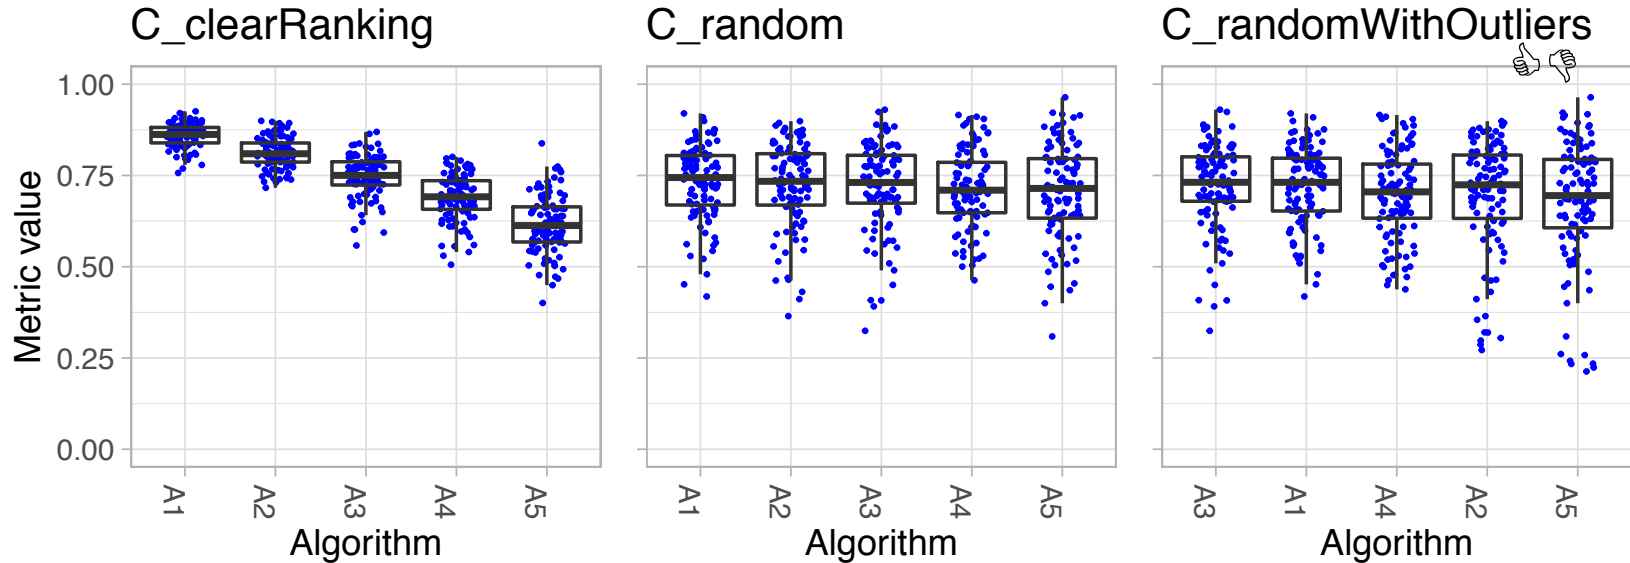 C_clearRanking C_random C_randomWithOutliers
Metric value
1.00
0.75
0.50
0.25
0.00
A1 A2 A3 A4 A5
Algorithm
A1 A2 A3 A4 A5
Algorithm
A3 A1 A4 A2 A5
Algorithm